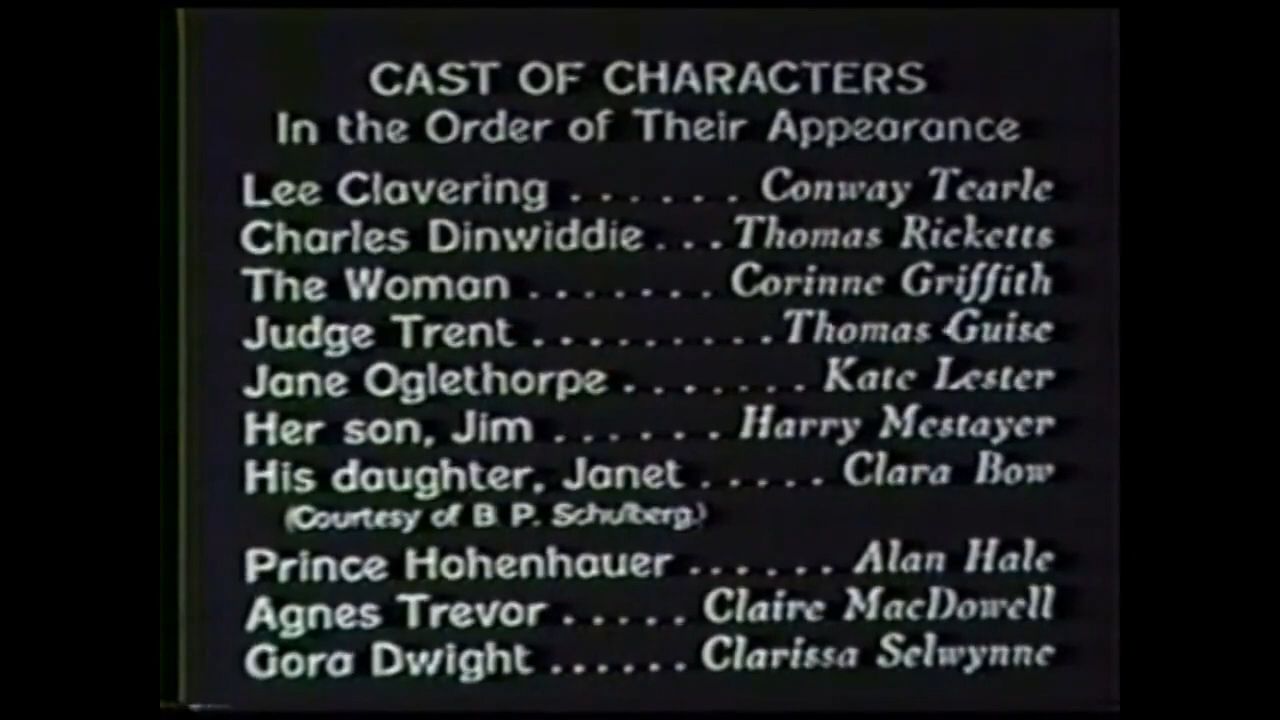 CAST OF CHARACTERS
In the Order of Their Appearance
Lee Clavering . . . . . . Conway Tearle
Charles Dinwiddie . . . Thomas Ricketts
The Woman . . . . . . . Corinne Griffith
Judge Trent . . . . . . . . . Thomas Guise
Jane Oglethorpe . . . . . . . Kate Lester
Her son, Jim . . . . . . Harry Mestayer
His daughter, Janet . . . . . Clara Bow
(Courtesy of B. P. Schulberg.)
Prince Hohenhauer . . . . . . Alan Hale
Agnes Trevor . . . . . Claire MacDowell
Gora Dwight . . . . . . Clarissa Selwynne